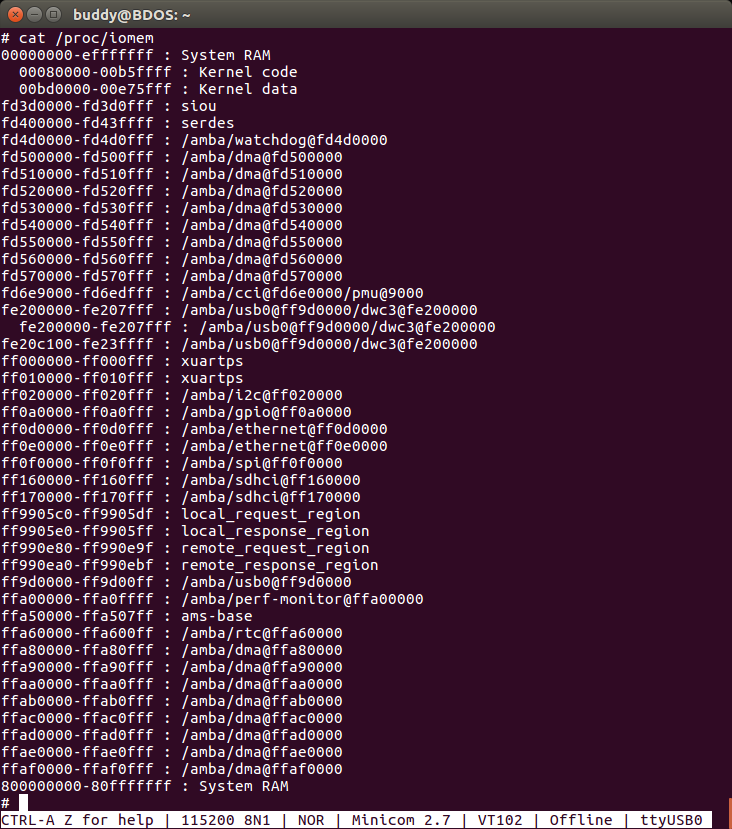 buddy@BDOS: ~
# cat /proc/iomem
00000000-efffffff : System RAM
  00080000-00b5ffff : Kernel code
  00bd0000-00e75fff : Kernel data
fd3d0000-fd3d0fff : siou
fd400000-fd43ffff : serdes
fd4d0000-fd4d0fff : /amba/watchdog@fd4d0000
fd500000-fd500fff : /amba/dma@fd500000
fd510000-fd510fff : /amba/dma@fd510000
fd520000-fd520fff : /amba/dma@fd520000
fd530000-fd530fff : /amba/dma@fd530000
fd540000-fd540fff : /amba/dma@fd540000
fd550000-fd550fff : /amba/dma@fd550000
fd560000-fd560fff : /amba/dma@fd560000
fd570000-fd570fff : /amba/dma@fd570000
fd6e9000-fd6edfff : /amba/cci@fd6e0000/pmu@9000
fe200000-fe207fff : /amba/usb0@ff9d0000/dwc3@fe200000
  fe200000-fe207fff : /amba/usb0@ff9d0000/dwc3@fe200000
fe20c100-fe23ffff : /amba/usb0@ff9d0000/dwc3@fe200000
ff000000-ff000fff : xuartps
ff010000-ff010fff : xuartps
ff020000-ff020fff : /amba/i2c@ff020000
ff0a0000-ff0a0fff : /amba/gpio@ff0a0000
ff0d0000-ff0d0fff : /amba/ethernet@ff0d0000
ff0e0000-ff0e0fff : /amba/ethernet@ff0e0000
ff0f0000-ff0f0fff : /amba/spi@ff0f0000
ff160000-ff160fff : /amba/sdhci@ff160000
ff170000-ff170fff : /amba/sdhci@ff170000
ff9905c0-ff9905df : local_request_region
ff9905e0-ff9905ff : local_response_region
ff990e80-ff990e9f : remote_request_region
ff990ea0-ff990ebf : remote_response_region
ff9d0000-ff9d00ff : /amba/usb0@ff9d0000
ffa00000-ffa0ffff : /amba/perf-monitor@ffa00000
ffa50000-ffa507ff : ams-base
ffa60000-ffa600ff : /amba/rtc@ffa60000
ffa80000-ffa80fff : /amba/dma@ffa80000
ffa90000-ffa90fff : /amba/dma@ffa90000
ffaa0000-ffaa0fff : /amba/dma@ffaa0000
ffab0000-ffab0fff : /amba/dma@ffab0000
ffac0000-ffac0fff : /amba/dma@ffac0000
ffad0000-ffad0fff : /amba/dma@ffad0000
ffae0000-ffae0fff : /amba/dma@ffae0000
ffaf0000-ffaf0fff : /amba/dma@ffaf0000
800000000-80fffffff : System RAM
#
CTRL-A Z for help | 115200 8N1 | NOR | Minicom 2.7 | VT102 | Offline | ttyUSB0